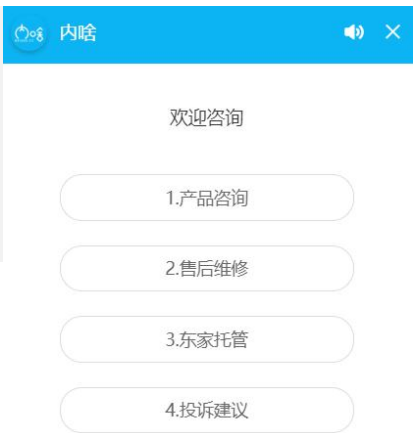 内啥
欢迎咨询
1.产品咨询
2.售后维修
3.东家托管
4.投诉建议